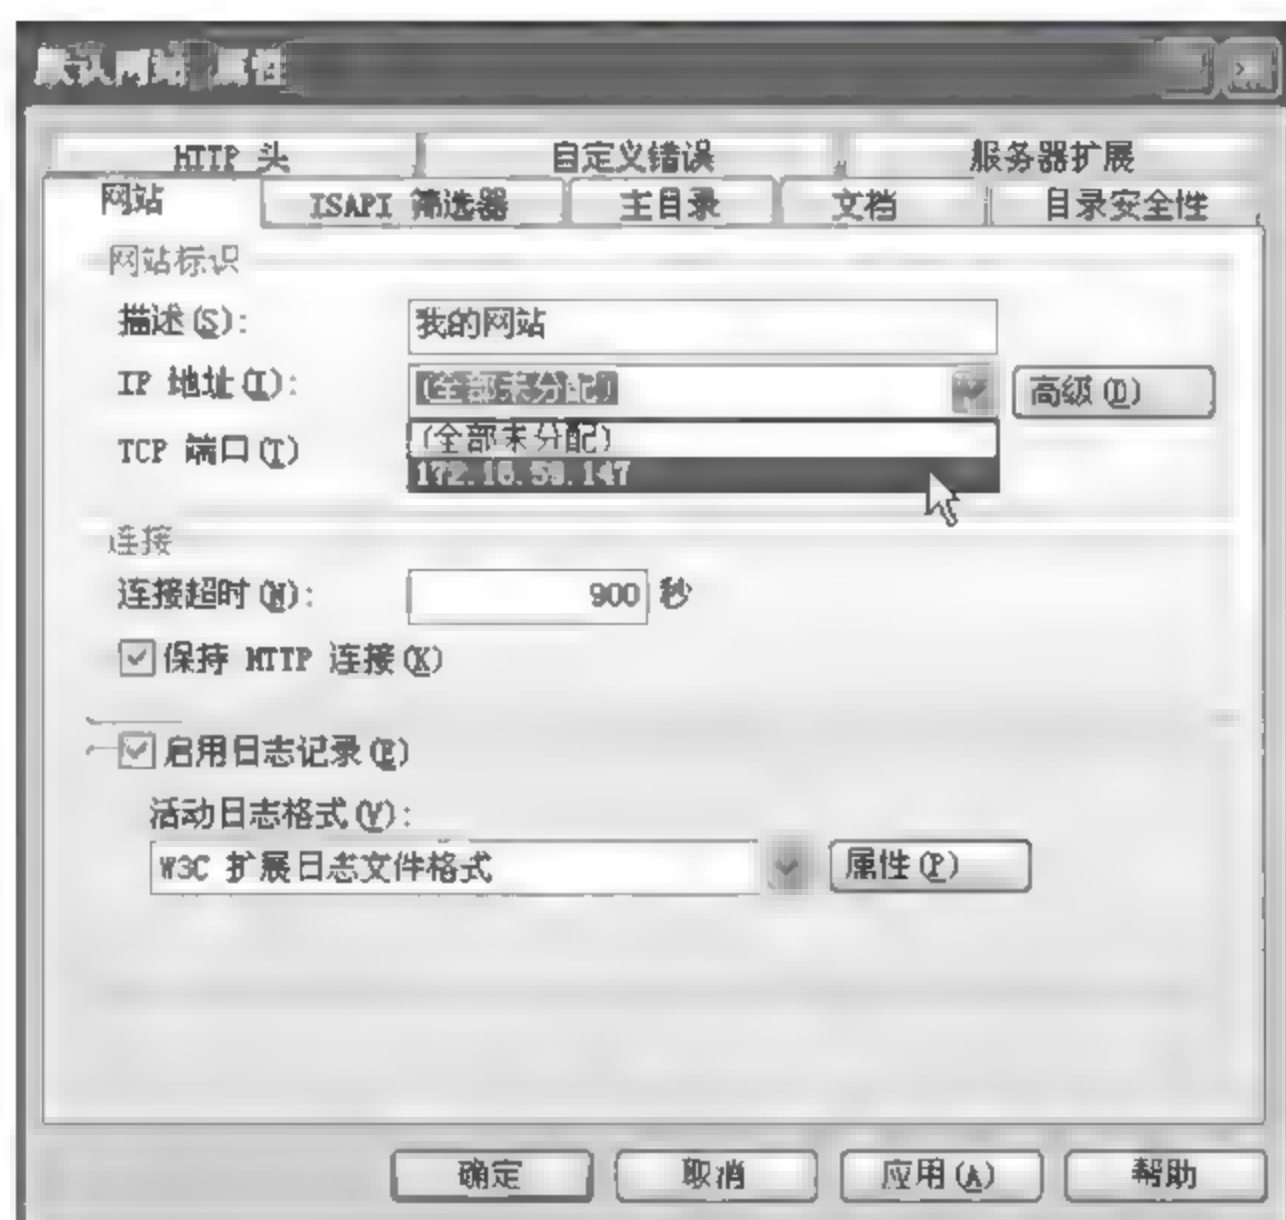 默认网站 属性
HTTP 头 自定义错误 服务器扩展
网站 ISAPI 筛选器 主目录 文档 目录安全性
网站标识
描述(S): 我的网站
IP 地址(I): (全部未分配) 高级(D)
TCP 端口(T) (全部未分配)
172.16.59.147
连接
连接超时(N): 900 秒
保持 HTTP 连接(K)
启用日志记录(E)
活动日志格式(V):
W3C 扩展日志文件格式 属性(P)
确定 取消 应用(A) 帮助